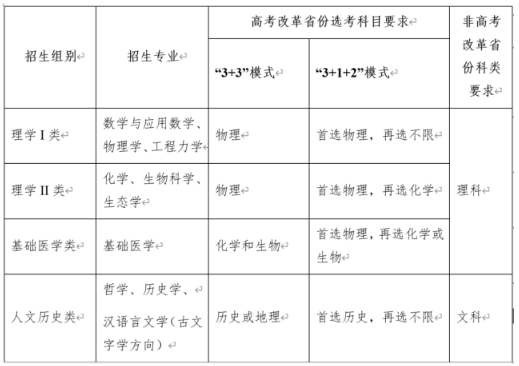 招生组别
招生专业
高考改革省份选考科目要求
非高考
改革省
份科类
要求
“3+3”模式
“3+1+2”模式
理学 I 类
数学与应用数学、
物理学、工程力学
物理
首选物理，再选不限
理科
理学 II 类
化学、生物科学、
生态学
物理
首选物理，再选化学
基础医学类
基础医学
化学和生物
首选物理，再选化学或
生物
人文历史类
哲学、历史学、
汉语言文学（古文
字学方向）
历史或地理
首选历史，再选不限
文科